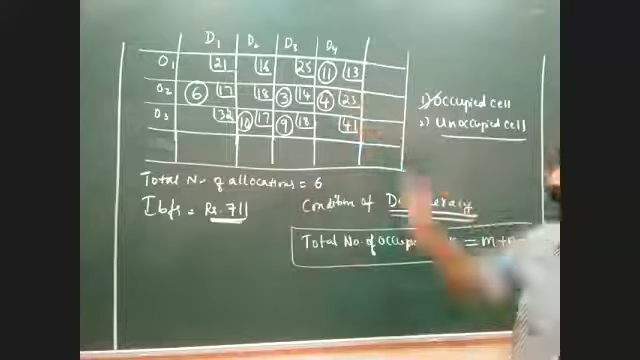 D1 D2 D3 D4
O1 21 16 25 11 13
O2 6 17 18 3 14 4 23
O3 32 10 17 9 18 41
1) Occupied cell
2) Unoccupied cell
Total No. of allocations = 6
Ibfs = Rs. 711
Condition of
Total No. of = m+n